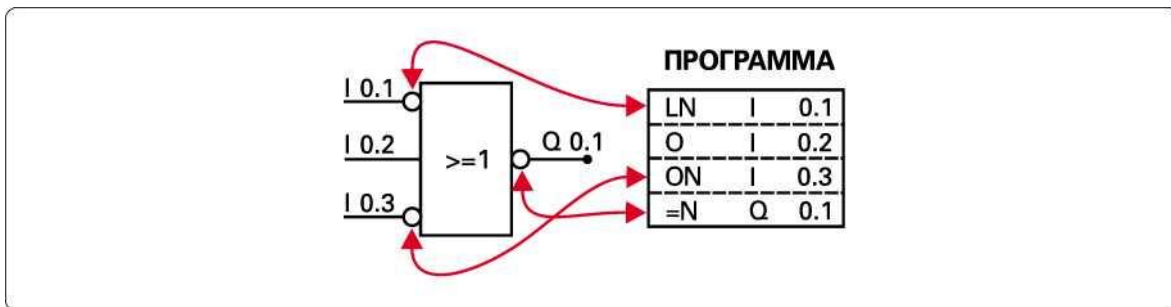 ПРОГРАММА
I 0.1
I 0.2
I 0.3
>=1
Q 0.1
LN I 0.1
O I 0.2
ON I 0.3
=N Q 0.1